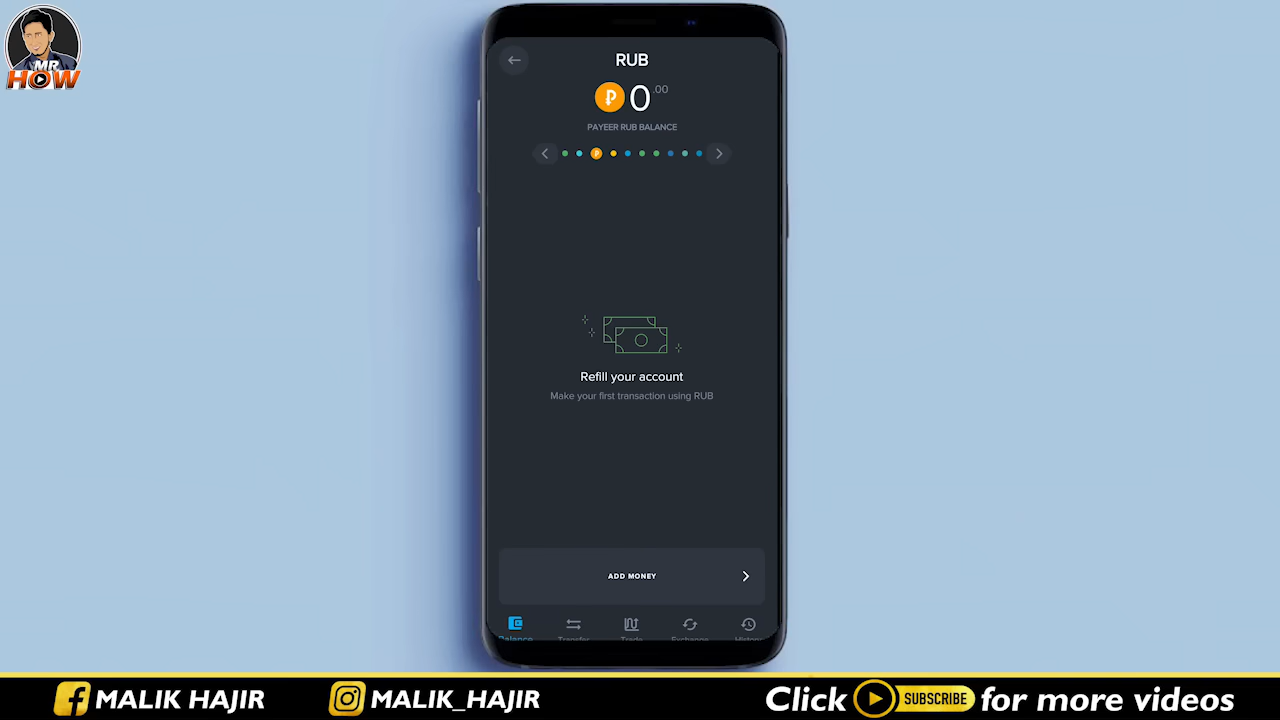 MR
HOW
RUB
₽ 0.00
PAYEER RUB BALANCE
₽
Refill your account
Make your first transaction using RUB
ADD MONEY
Balance
Transfer
Trade
Exchange
History
MALIK HAJIR
MALIK_HAJIR
Click SUBSCRIBE for more videos